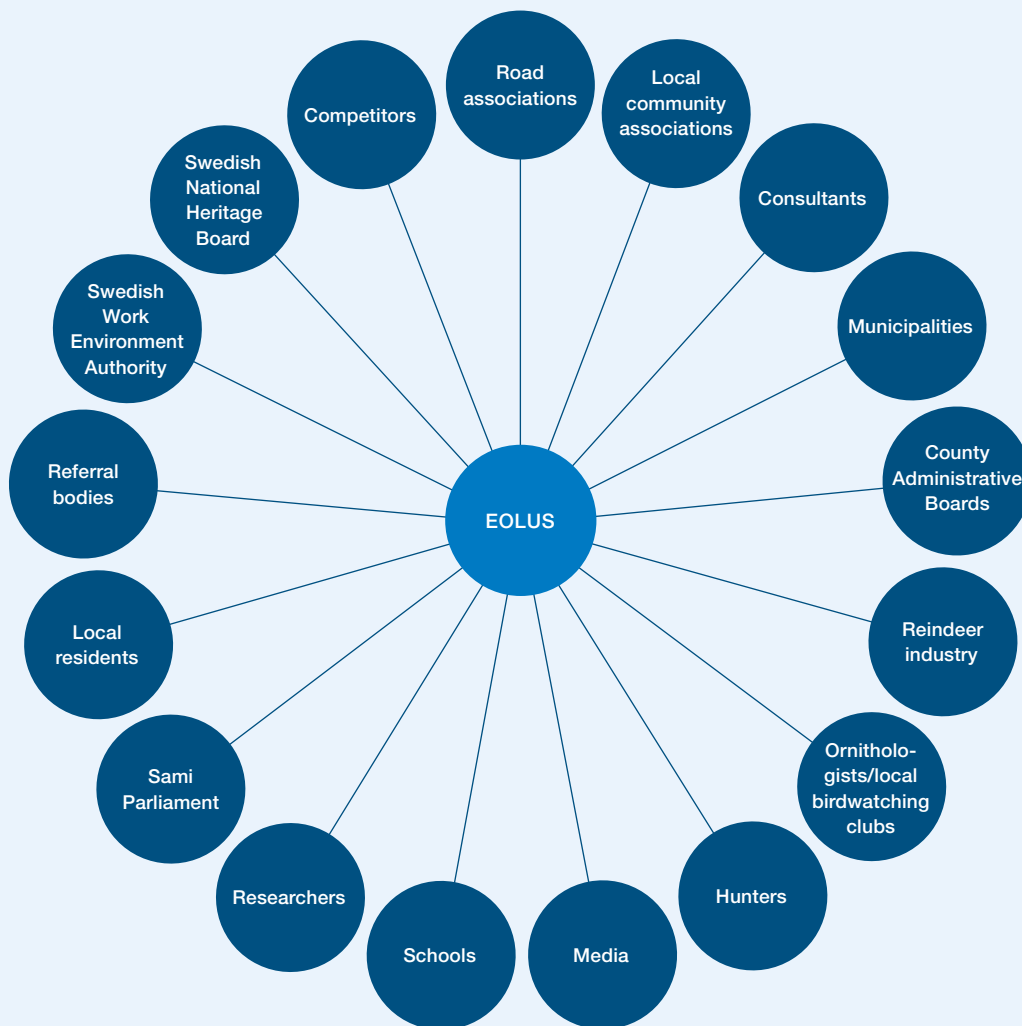 Road
associations
Local
community
associations
Consultants
Municipalities
County
Administrative
Boards
Reindeer
industry
Ornitholo-
gists/local
birdwatching
clubs
Hunters
Media
Schools
Researchers
Sami
Parliament
Local
residents
Referral
bodies
Swedish
Work
Environment
Authority
Swedish
National
Heritage
Board
Competitors
EOLUS